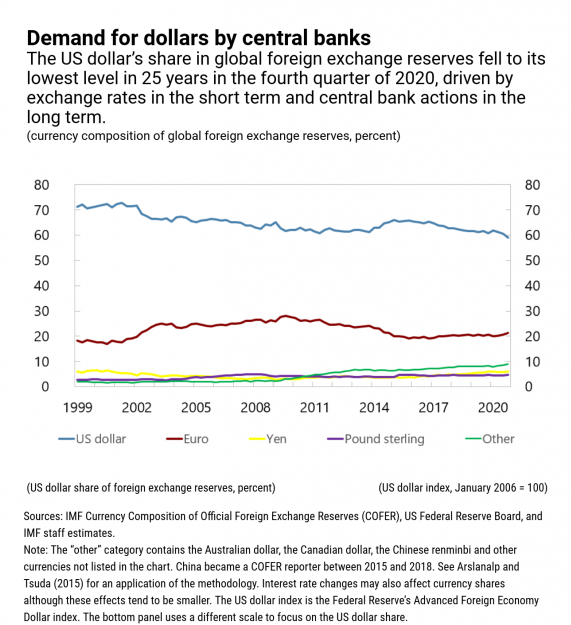 Demand for dollars by central banks
The US dollar’s share in global foreign exchange reserves fell to its
lowest level in 25 years in the fourth quarter of 2020, driven by
exchange rates in the short term and central bank actions in the
long term.
(currency composition of global foreign exchange reserves, percent)
80 80
70 70
60 60
50 50
40 40
30 30
20 20
10 10
0 0
1999 2002 2005 2008 2011 2014 2017 2020
US dollar Euro Yen Pound sterling Other
(US dollar share of foreign exchange reserves, percent) (US dollar index, January 2006 = 100)
Sources: IMF Currency Composition of Official Foreign Exchange Reserves (COFER), US Federal Reserve Board, and
IMF staff estimates.
Note: The “other” category contains the Australian dollar, the Canadian dollar, the Chinese renminbi and other
currencies not listed in the chart. China became a COFER reporter between 2015 and 2018. See Arslanalp and
Tsuda (2015) for an application of the methodology. Interest rate changes may also affect currency shares
although these effects tend to be smaller. The US dollar index is the Federal Reserve’s Advanced Foreign Economy
Dollar index. The bottom panel uses a different scale to focus on the US dollar share.